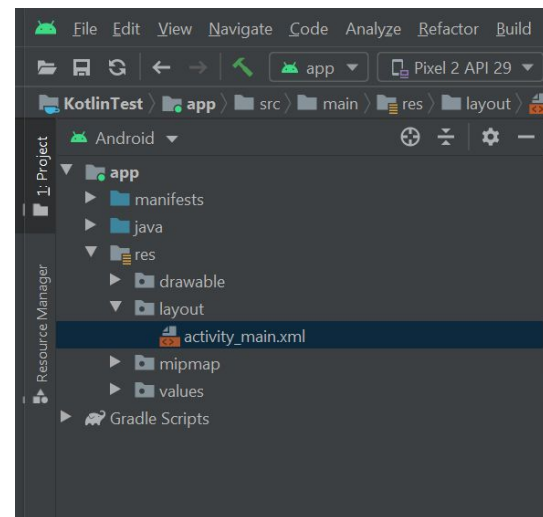 File Edit View Navigate Code Analyze Refactor Build
app Pixel 2 API 29
KotlinTest app src main res layout
1: Project
Android
app
manifests
java
res
drawable
layout
activity_main.xml
mipmap
values
Gradle Scripts
Resource Manager